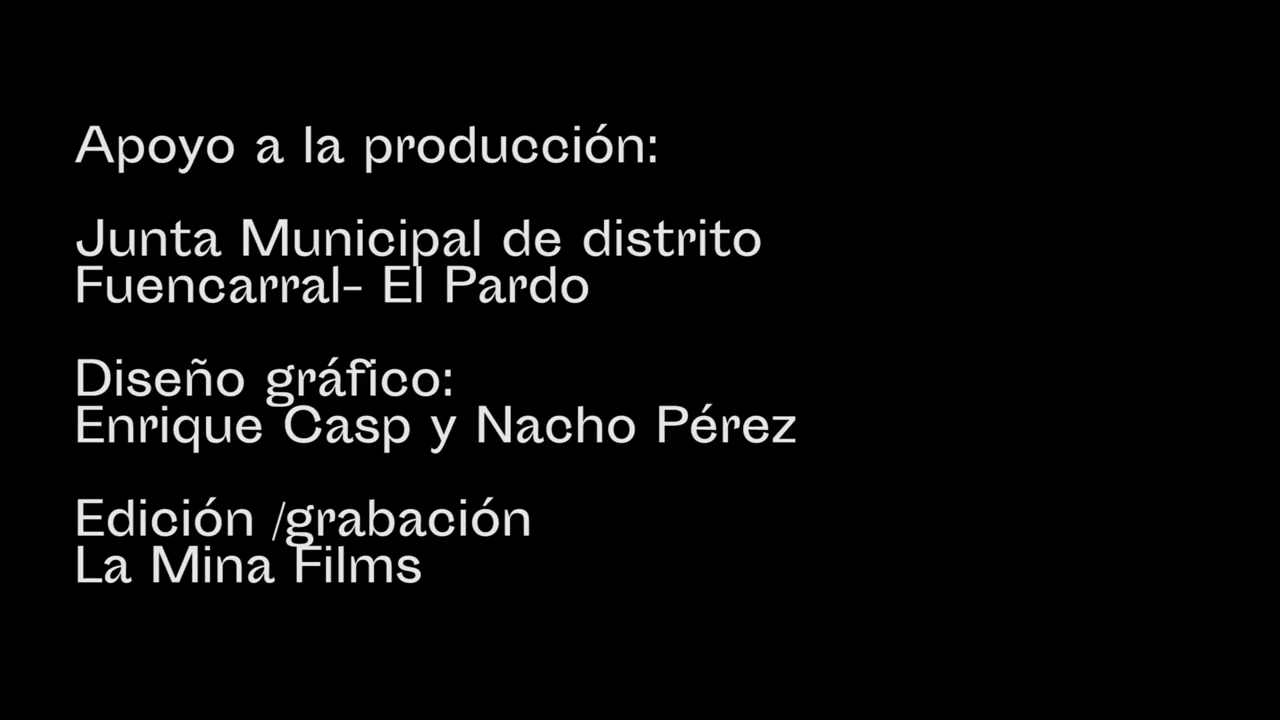 Apoyo a la producción:
Junta Municipal de distrito
Fuencarral- El Pardo
Diseño gráfico:
Enrique Casp y Nacho Pérez
Edición /grabación
La Mina Films